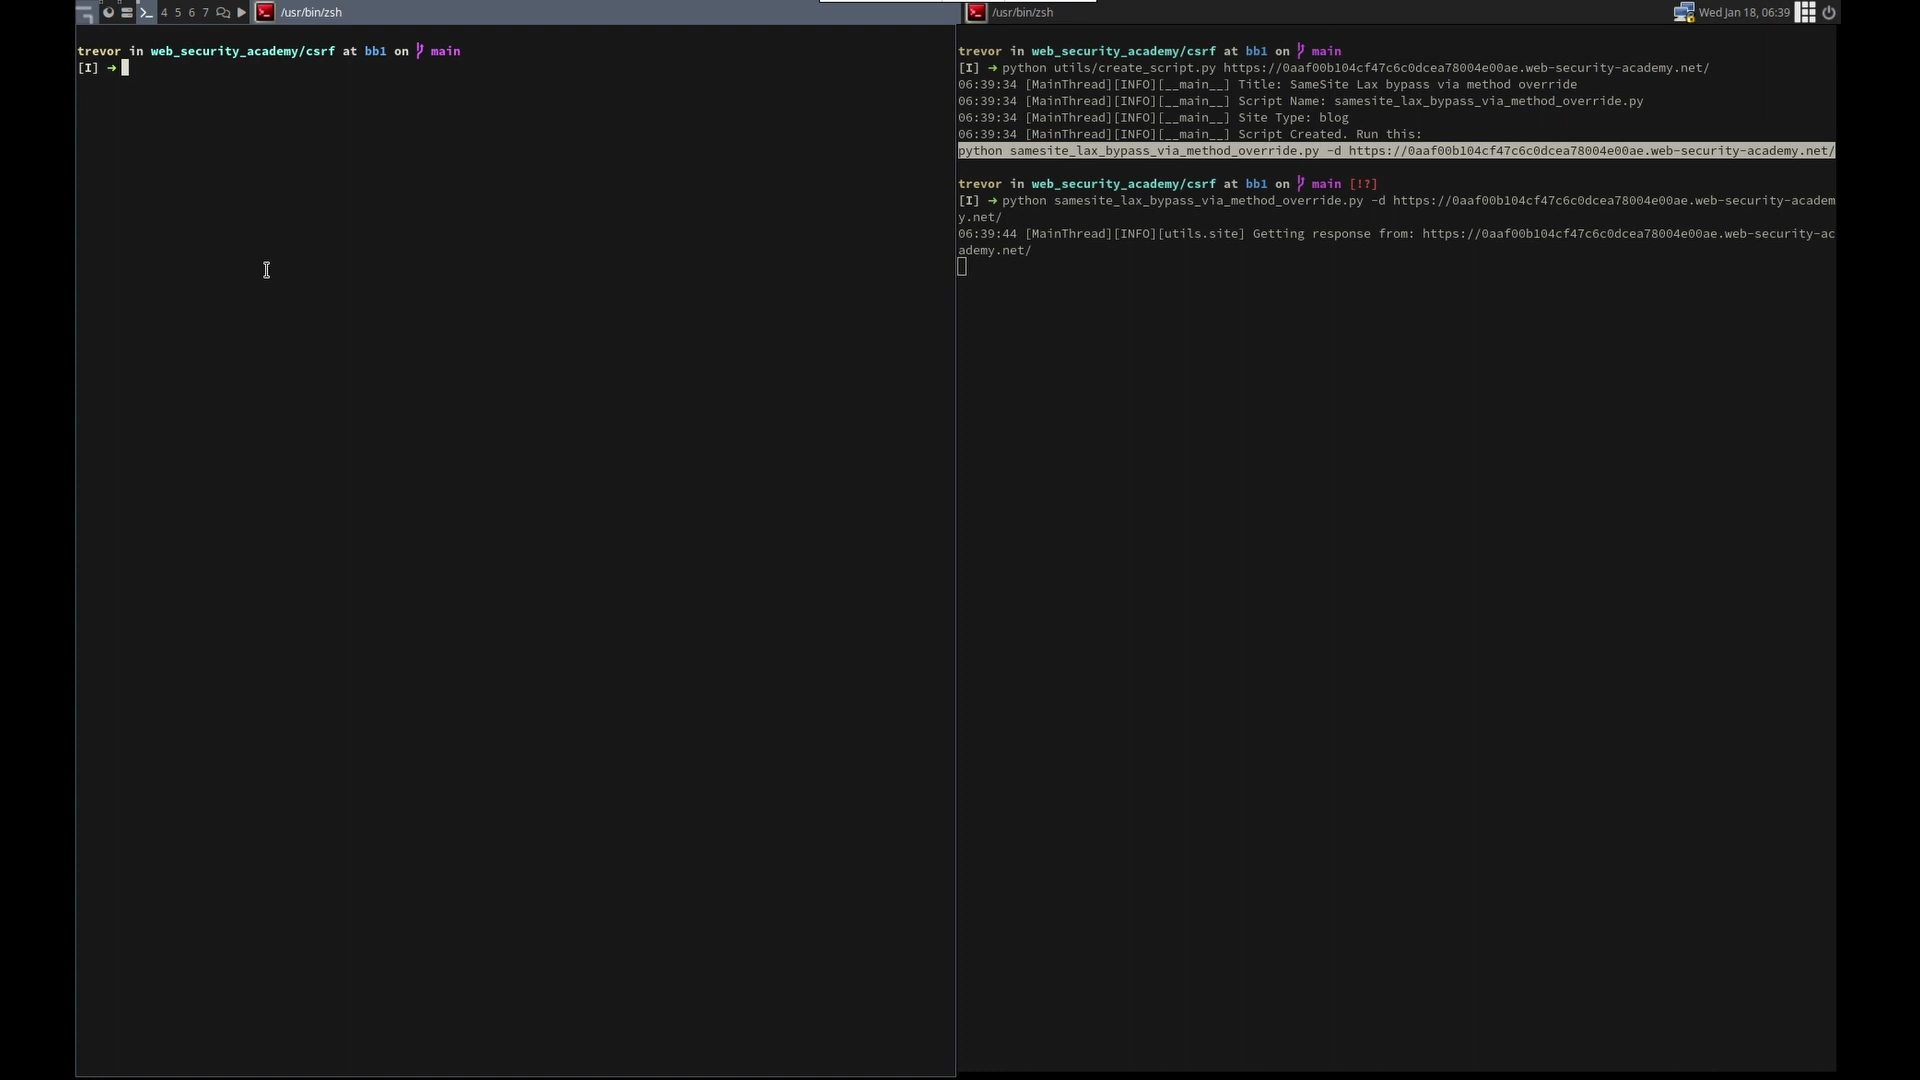 4 5 6 7 /usr/bin/zsh
/usr/bin/zsh
Wed Jan 18, 06:39
trevor in web_security_academy/csrf at bb1 on main
[I] ➜
trevor in web_security_academy/csrf at bb1 on main
[I] ➜ python utils/create_script.py https://0aaf00b104cf47c6c0dcea78004e00ae.web-security-academy.net/
06:39:34 [MainThread][INFO][__main__] Title: SameSite Lax bypass via method override
06:39:34 [MainThread][INFO][__main__] Script Name: samesite_lax_bypass_via_method_override.py
06:39:34 [MainThread][INFO][__main__] Site Type: blog
06:39:34 [MainThread][INFO][__main__] Script Created. Run this:
python samesite_lax_bypass_via_method_override.py -d https://0aaf00b104cf47c6c0dcea78004e00ae.web-security-academy.net/
trevor in web_security_academy/csrf at bb1 on main [!?]
[I] ➜ python samesite_lax_bypass_via_method_override.py -d https://0aaf00b104cf47c6c0dcea78004e00ae.web-security-academ
y.net/
06:39:44 [MainThread][INFO][utils.site] Getting response from: https://0aaf00b104cf47c6c0dcea78004e00ae.web-security-ac
ademy.net/